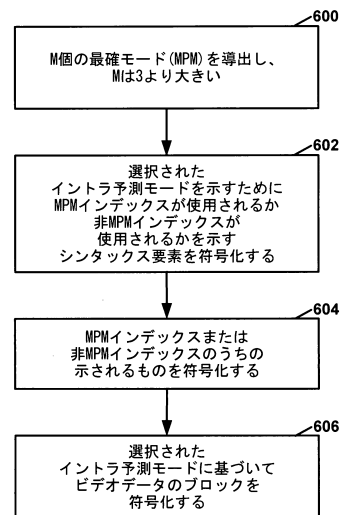 600
M個の最確モード(MPM)を導出し、
Mは3より大きい
602
選択された
イントラ予測モードを示すために
MPMインデックスが使用されるか
非MPMインデックスが
使用されるかを示す
シンタックス要素を符号化する
604
MPMインデックスまたは
非MPMインデックスのうちの
示されるものを符号化する
606
選択された
イントラ予測モードに基づいて
ビデオデータのブロックを
符号化する